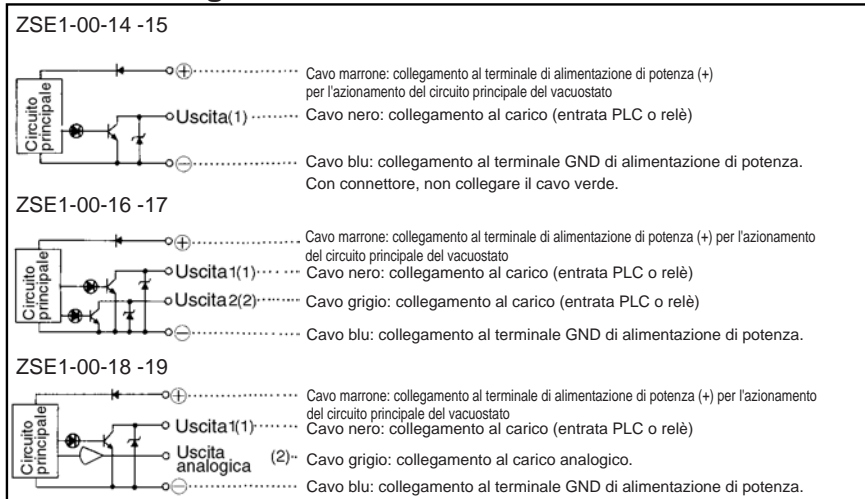 ZSE1-00-14 -15
Circuito
principale
Cavo marrone: collegamento al terminale di alimentazione di potenza (+)
per l'azionamento del circuito principale del vacuostato
Uscita(1) Cavo nero: collegamento al carico (entrata PLC o relè)
Cavo blu: collegamento al terminale GND di alimentazione di potenza.
Con connettore, non collegare il cavo verde.
ZSE1-00-16 -17
Circuito
principale
Cavo marrone: collegamento al terminale di alimentazione di potenza (+) per l'azionamento
del circuito principale del vacuostato
Uscita1(1) Cavo nero: collegamento al carico (entrata PLC o relè)
Uscita2(2) Cavo grigio: collegamento al carico (entrata PLC o relè)
Cavo blu: collegamento al terminale GND di alimentazione di potenza.
ZSE1-00-18 -19
Circuito
principale
Cavo marrone: collegamento al terminale di alimentazione di potenza (+) per l'azionamento
del circuito principale del vacuostato
Uscita1(1) Cavo nero: collegamento al carico (entrata PLC o relè)
Uscita
analogica (2) Cavo grigio: collegamento al carico analogico.
Cavo blu: collegamento al terminale GND di alimentazione di potenza.